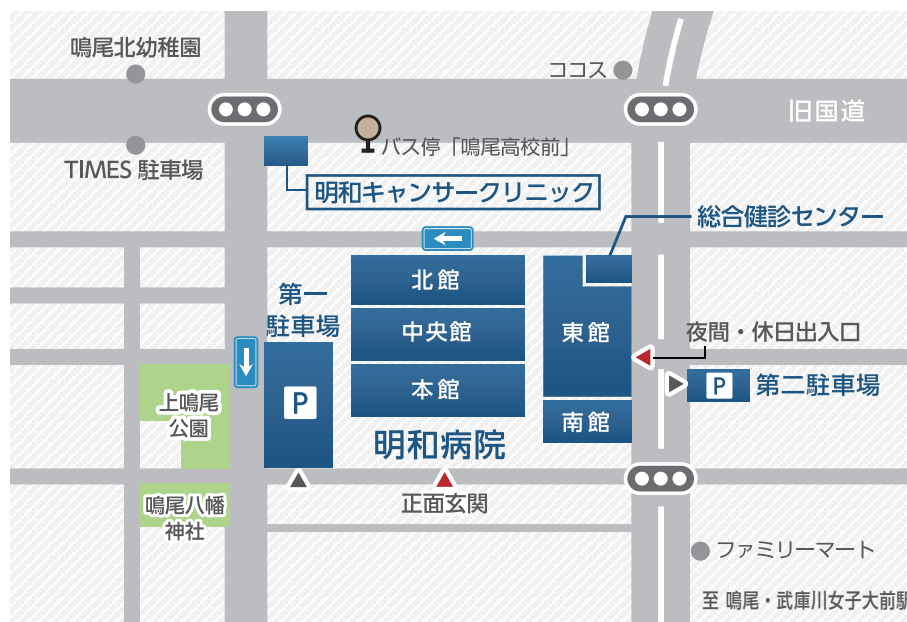 鳴尾北幼稚園
ココス
旧国道
バス停「鳴尾高校前」
TIMES 駐車場
明和キャンサークリニック
総合健診センター
北館
第一
駐車場
中央館
東館
夜間・休日出入口
本館
P
P
第二駐車場
上鳴尾
公園
南館
明和病院
正面玄関
鳴尾八幡
神社
ファミリーマート
至 鳴尾・武庫川女子大前駅